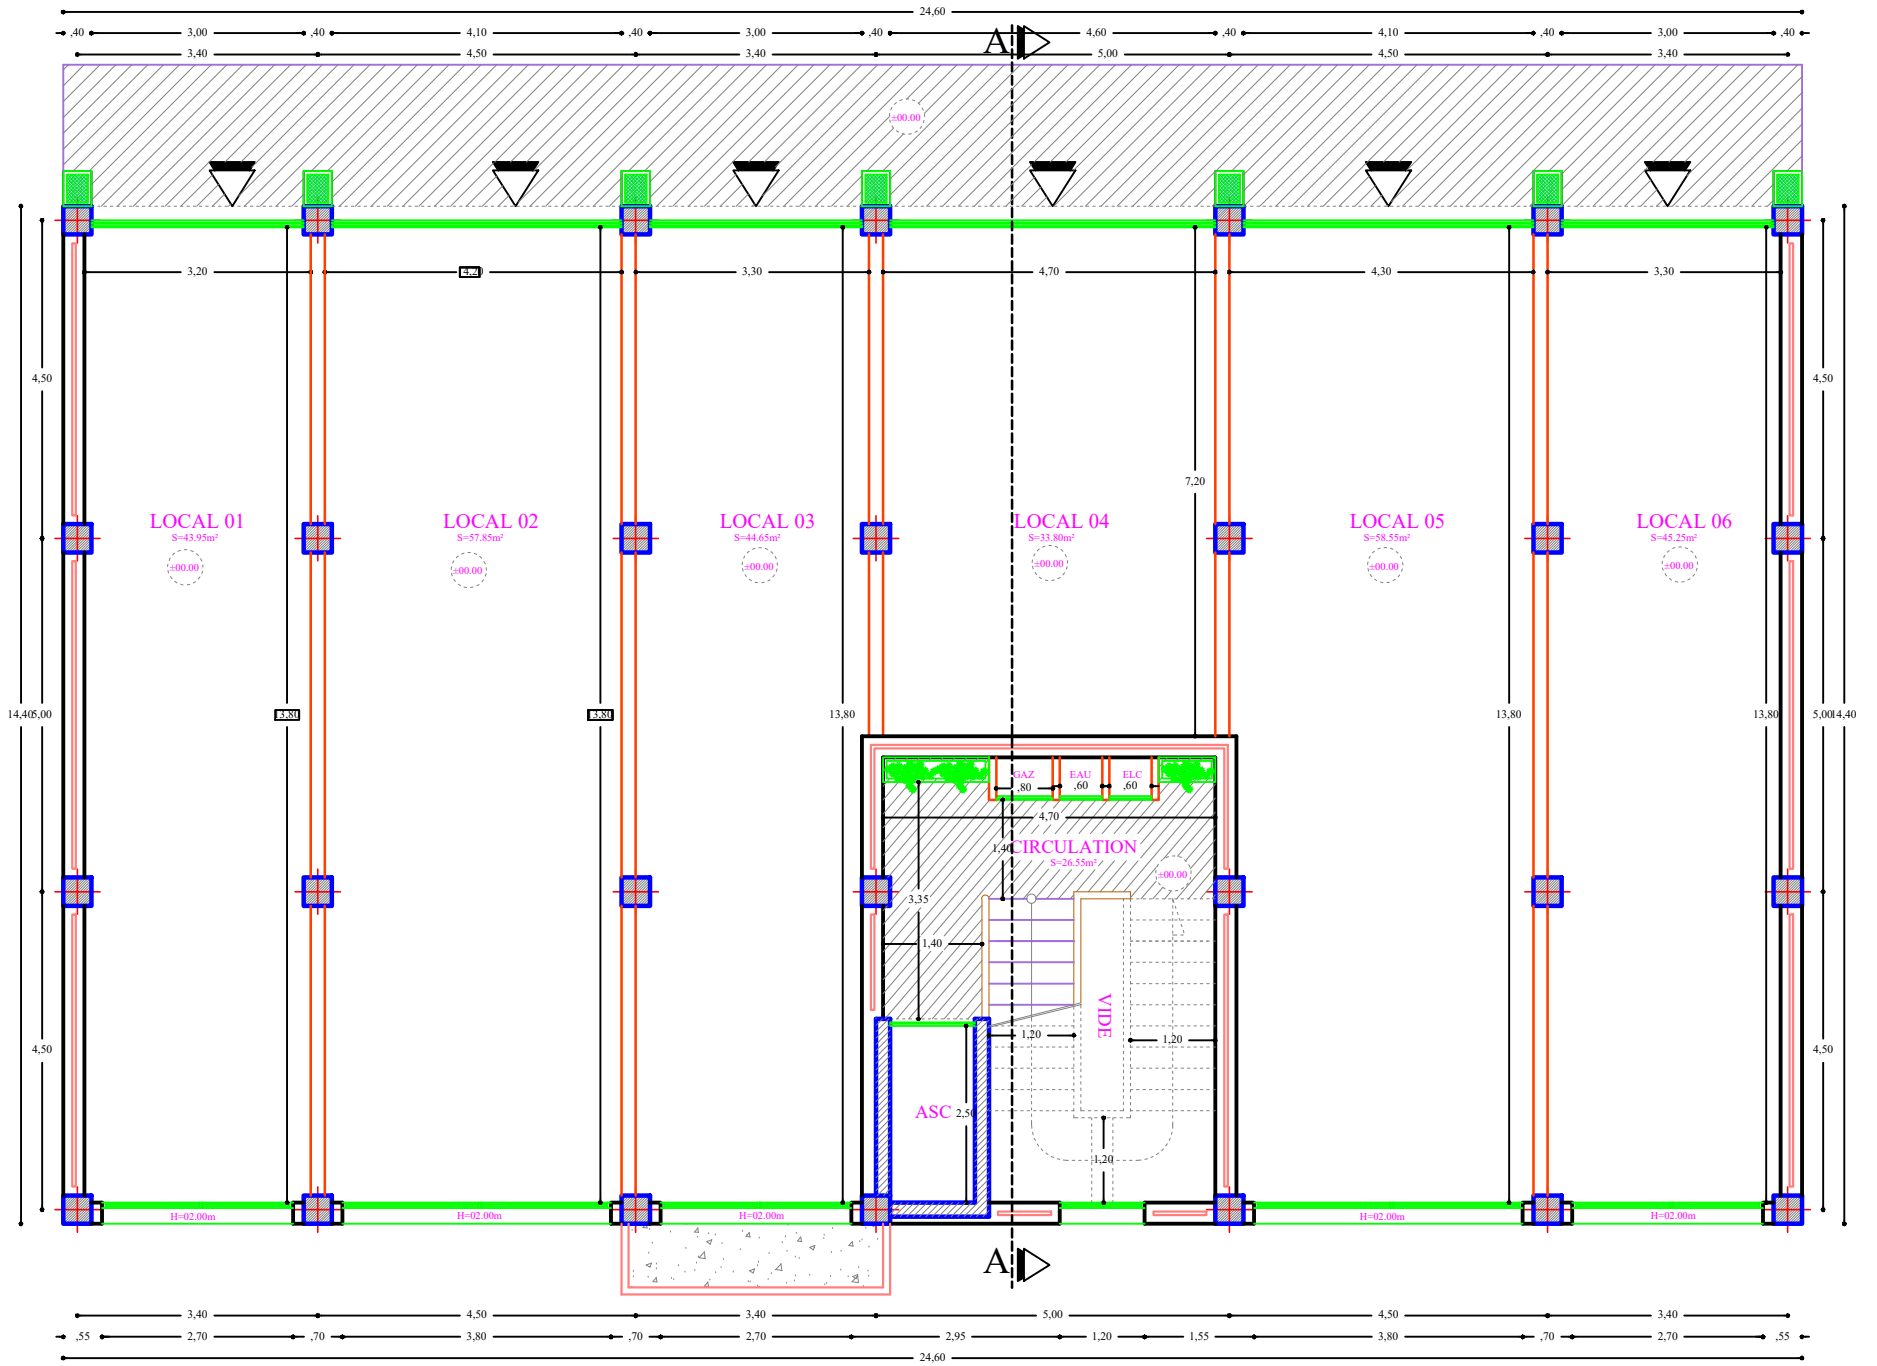 24,60
,40 3,00 ,40 4,10 ,40 3,00 ,40 4,60 ,40 4,10 ,40 3,00 ,40
A
3,40 4,50 3,40 5,00 4,50 3,40
±00.00
3,20 4,20 3,30 4,70 4,30 3,30
4,50 4,50
7,20
LOCAL 01 LOCAL 02 LOCAL 03 LOCAL 04 LOCAL 05 LOCAL 06
S=43.95m² S=57.85m² S=44.65m² S=33.80m² S=58.55m² S=45.25m²
±00.00 ±00.00 ±00.00 ±00.00 ±00.00 ±00.00
14,40 5,00 13,80 13,80 13,80 13,80 13,80 5,00 14,40
GAZ EAU ELC
,80 ,60 ,60
4,70
1,40 CIRCULATION
S=26.55m²
±00.00
3,35
1,40
VIDE
1,20 1,20
4,50 4,50
ASC 2,50
1,20
H=02.00m H=02.00m H=02.00m H=02.00m H=02.00m
A
3,40 4,50 3,40 5,00 4,50 3,40
,55 2,70 ,70 3,80 ,70 2,70 2,95 1,20 1,55 3,80 ,70 2,70 ,55
24,60